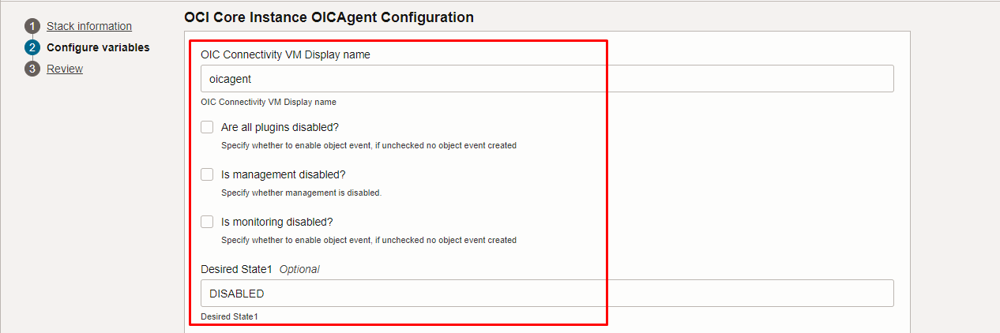 OCI Core Instance OICAgent Configuration
1 Stack information
2 Configure variables
3 Review
OIC Connectivity VM Display name
oicagent
OIC Connectivity VM Display name
Are all plugins disabled?
Specify whether to enable object event, if unchecked no object event created
Is management disabled?
Specify whether management is disabled.
Is monitoring disabled?
Specify whether to enable object event, if unchecked no object event created
Desired State1 Optional
DISABLED
Desired State1